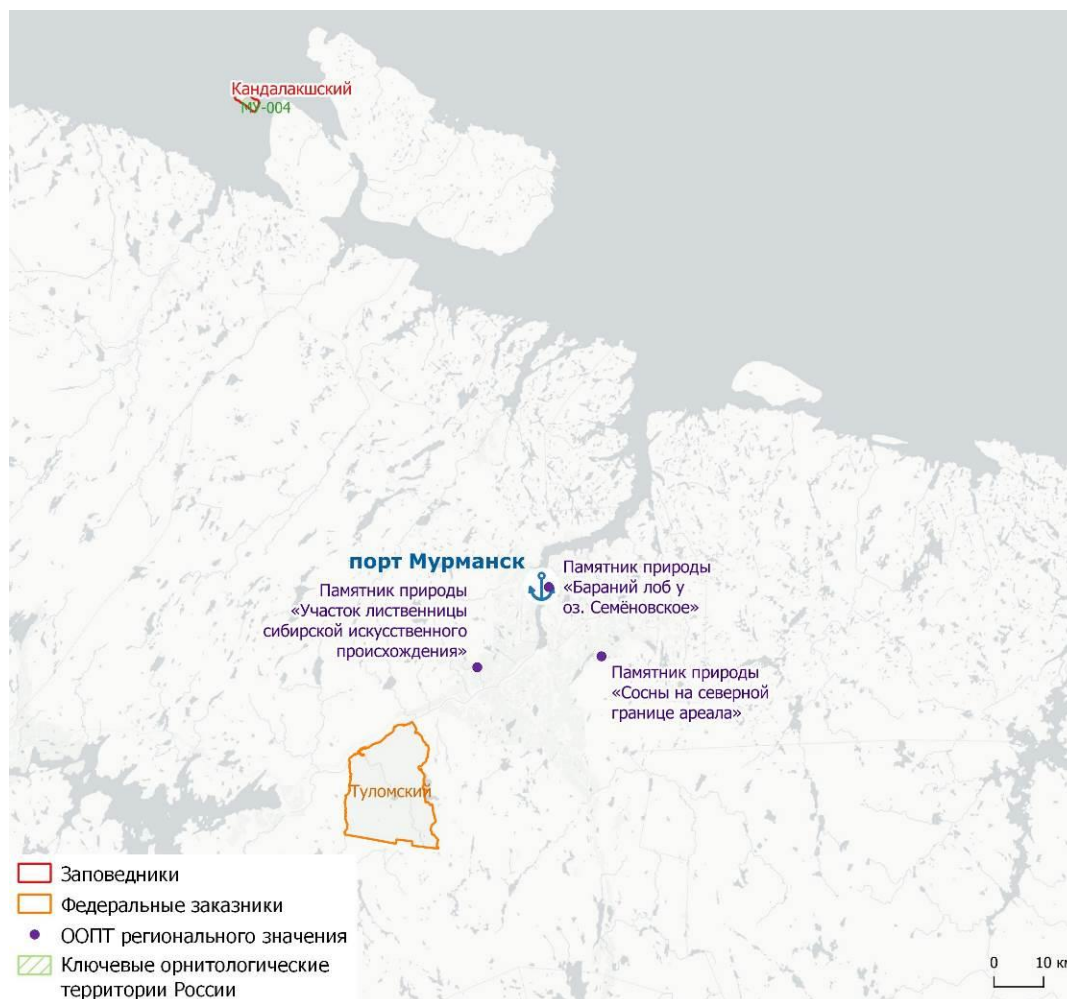 Кандалакшский
МУ-004
порт Мурманск
Памятник природы
«Участок лиственницы
сибирской искусственного
происхождения»
Памятник природы
«Бараний лоб у
оз. Семёновское»
Памятник природы
«Сосны на северной
границе ареала»
Туломский
Заповедники
Федеральные заказники
ООПТ регионального значения
Ключевые орнитологические
территории России
0 10 км